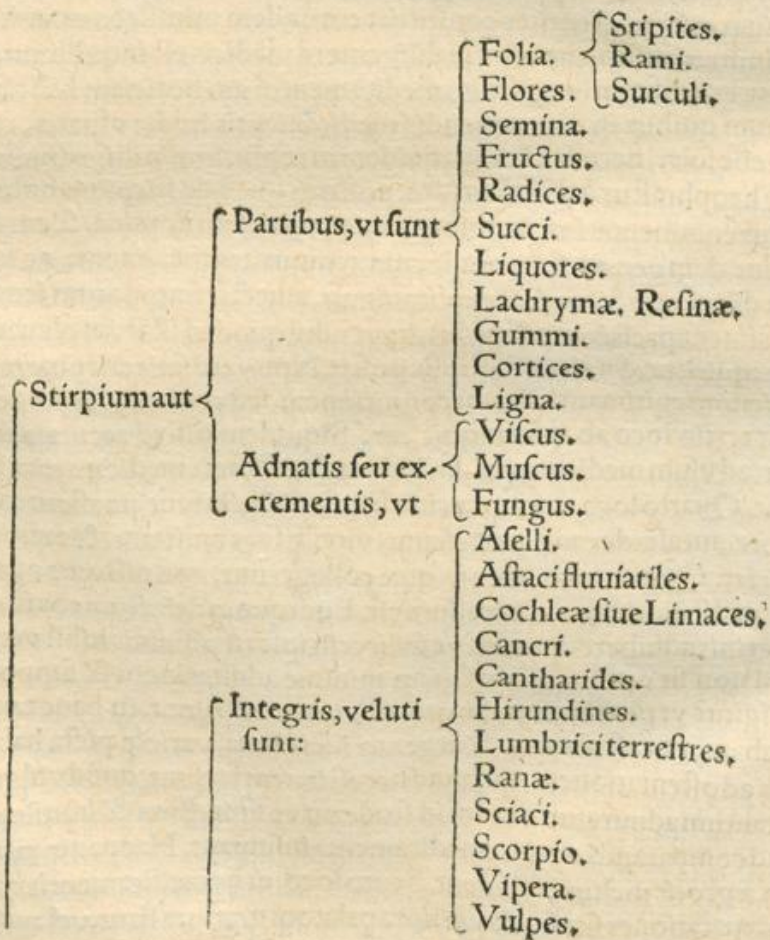 Stirpium aut
Partibus, vt ſunt
Folia.
Stipites.
Rami.
Surculi.
Flores.
Semina.
Fructus.
Radices.
Succi.
Liquores.
Lachrymæ. Reſinæ.
Gummi.
Cortices.
Ligna.
Adnatis ſeu ex-
crementis, vt
Viſcus.
Muſcus.
Fungus.
Integris, veluti
ſunt:
Aſelli.
Aſtaci fluuiatiles.
Cochleæ ſiue Limaces.
Cancri.
Cantharides.
Hirundines.
Lumbrici terreſtres.
Ranæ.
Sciaci.
Scorpio.
Vipera.
Vulpes.